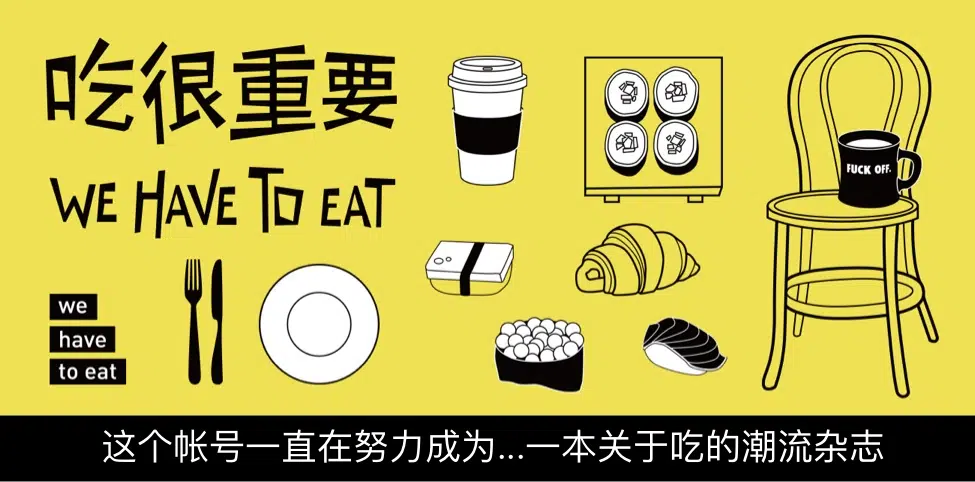 吃很重要
WE HAVE TO EAT
we
have
to eat
FUCK OFF.
这个帐号一直在努力成为...一本关于吃的潮流杂志